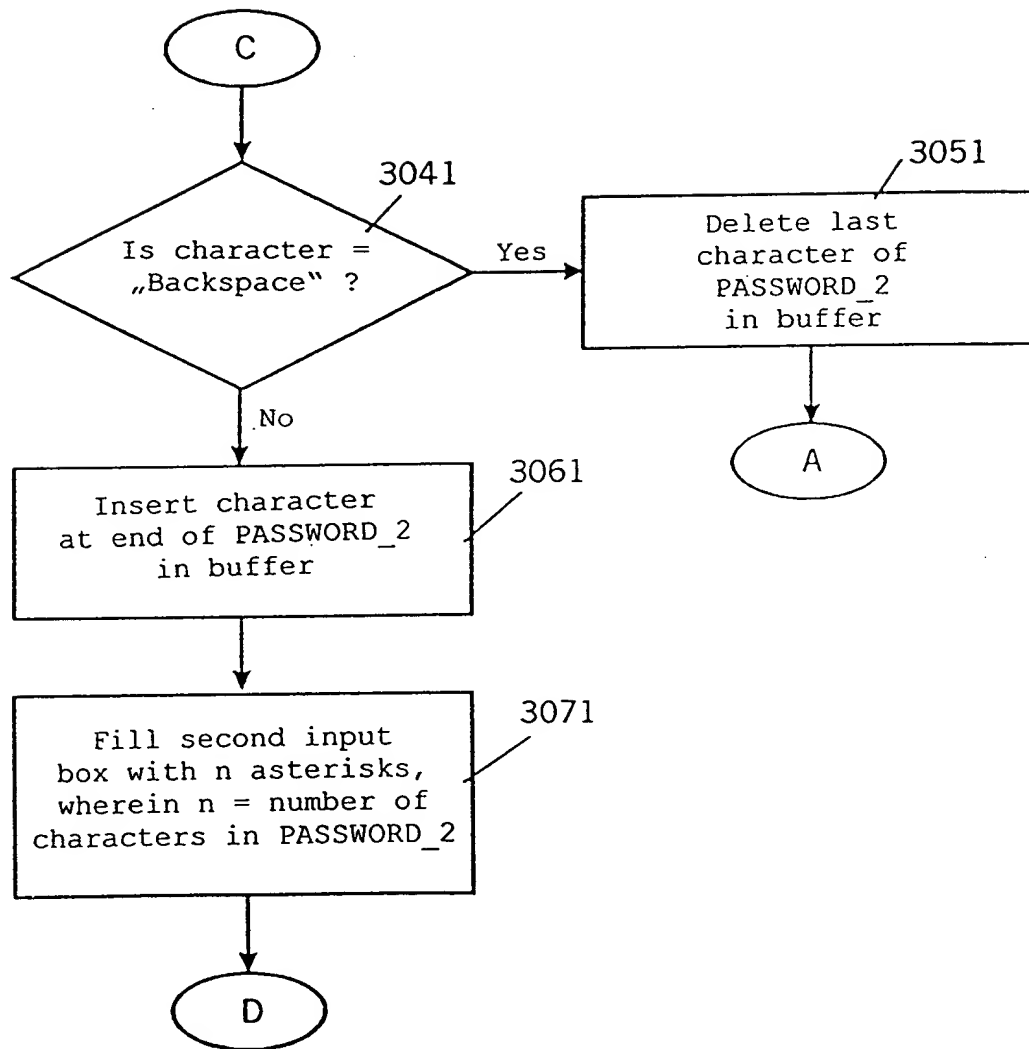 C
3041
Is character =
„Backspace“ ?
Yes
3051
Delete last
character of
PASSWORD_2
in buffer
A
No
3061
Insert character
at end of PASSWORD_2
in buffer
3071
Fill second input
box with n asterisks,
wherein n = number of
characters in PASSWORD_2
D